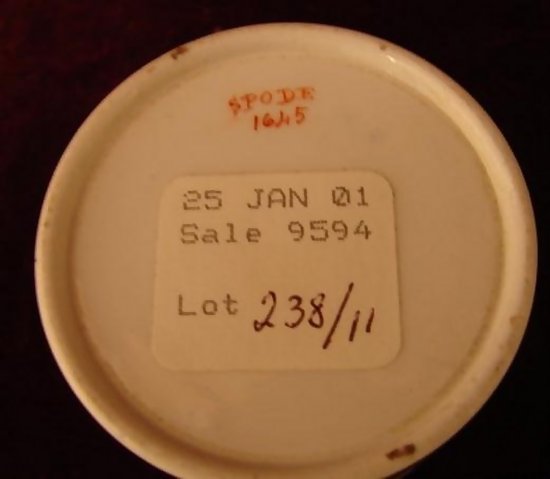 SPODE
1645
25 JAN 01
Sale 9594
Lot 238/11